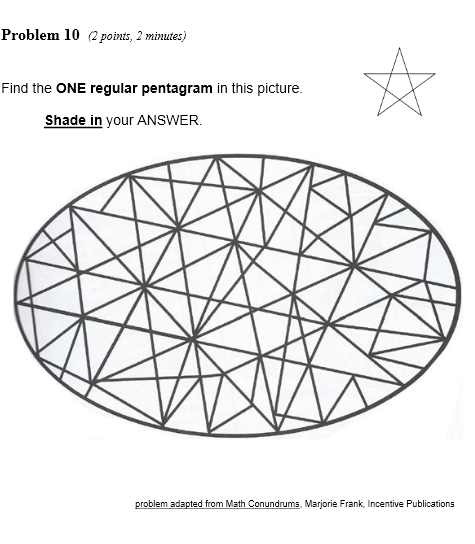 Problem 10 (2 points, 2 minutes)
Find the ONE regular pentagram in this picture.
Shade in your ANSWER.
problem adapted from Math Conundrums, Marjorie Frank, Incentive Publications